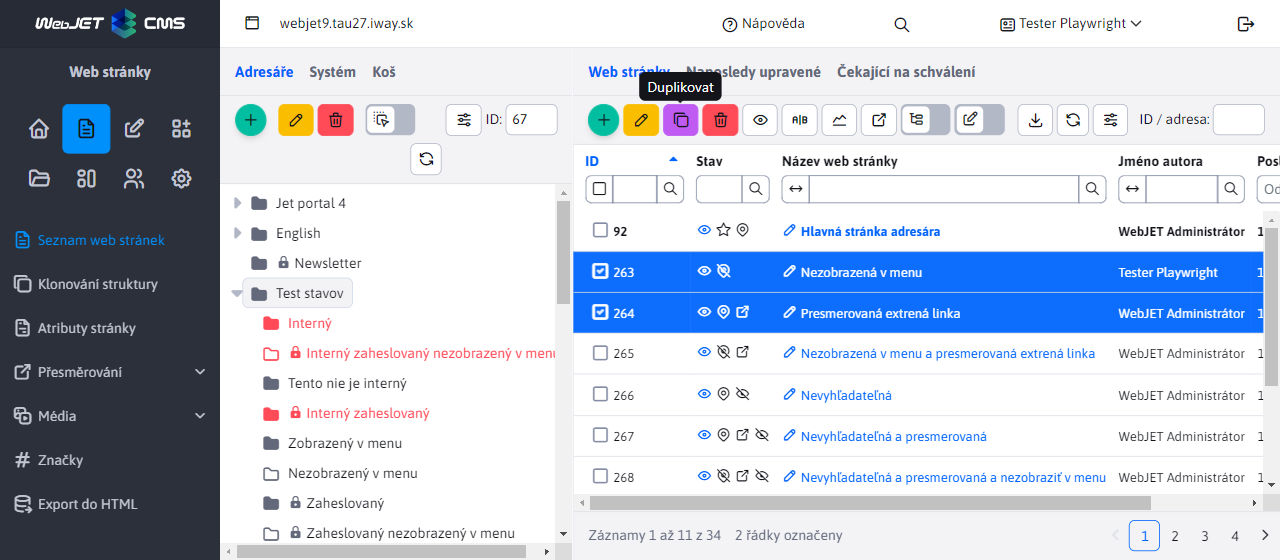 WebJET CMS
webjet9.tau27.iway.sk
Nápověda
Tester Playwright
Web stránky
Seznam web stránek
Klonování struktury
Atributy stránky
Přesměrování
Média
Značky
Export do HTML
Adresáře Systém Koš
ID: 67
Jet portal 4
English
Newsletter
Test stavov
Interný
Interný zaheslovaný nezobrazený v menu
Tento nie je interný
Interný zaheslovaný
Zobrazený v menu
Nezobrazený v menu
Zaheslovaný
Zaheslovaný nezobrazený v menu
Web stránky Naposledy upravené Čekající na schválení
Duplikovat
A|B
ID / adresa:
ID Stav Název web stránky Jméno autora Posl
Od
92 Hlavná stránka adresára WebJET Administrátor 1
263 Nezobrazená v menu Tester Playwright 1
264 Presmerovaná extrená linka WebJET Administrátor 1
265 Nezobrazená v menu a presmerovaná extrená linka WebJET Administrátor 1
266 Nevyhľadateľná WebJET Administrátor 1
267 Nevyhľadateľná a presmerovaná WebJET Administrátor 1
268 Nevyhľadateľná a presmerovaná a nezobraziť v menu WebJET Administrátor 1
Záznamy 1 až 11 z 34 2 řádky označeny
1 2 3 4